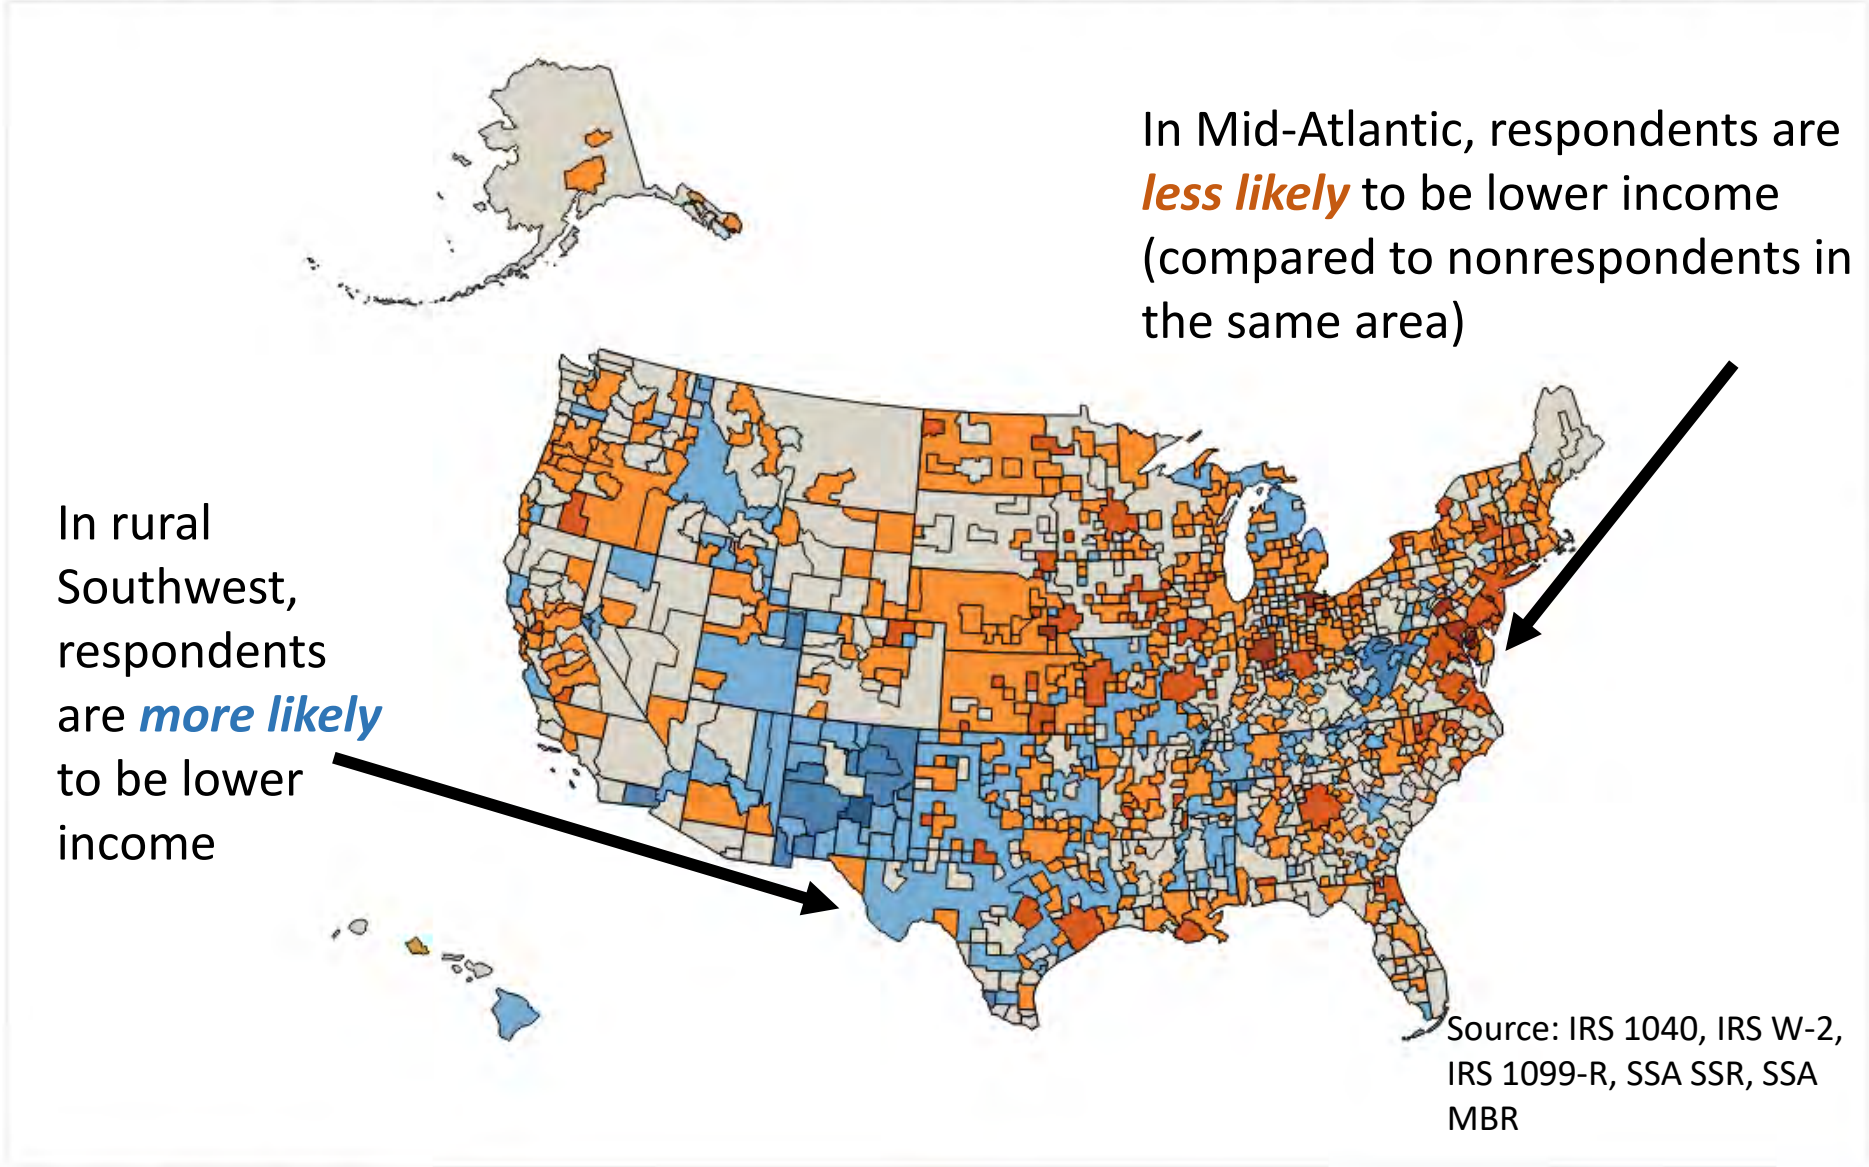 In Mid-Atlantic, respondents are
less likely to be lower income
(compared to nonrespondents in
the same area)
In rural
Southwest,
respondents
are more likely
to be lower
income
Source: IRS 1040, IRS W-2,
IRS 1099-R, SSA SSR, SSA
MBR